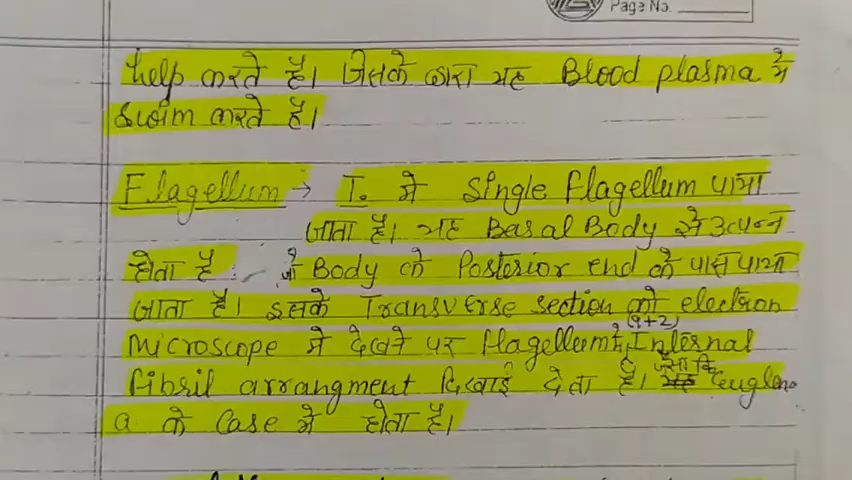 Page No.
help करते है। जिसके द्वारा यह Blood plasma मे
swim करते है।
Flagellum → T. मे single flagellum पाया
जाता है। यह Basal Body से उत्पन्न
होता है जो Body के Posterior end के पास पाया
जाता है। इसके Transverse section को electron
(9+2)
Microscope मे देखने पर flagellum मे Internal
जैसा कि
fibril arrangment दिखाई देता है। Euglen
a के Case मे होता है।